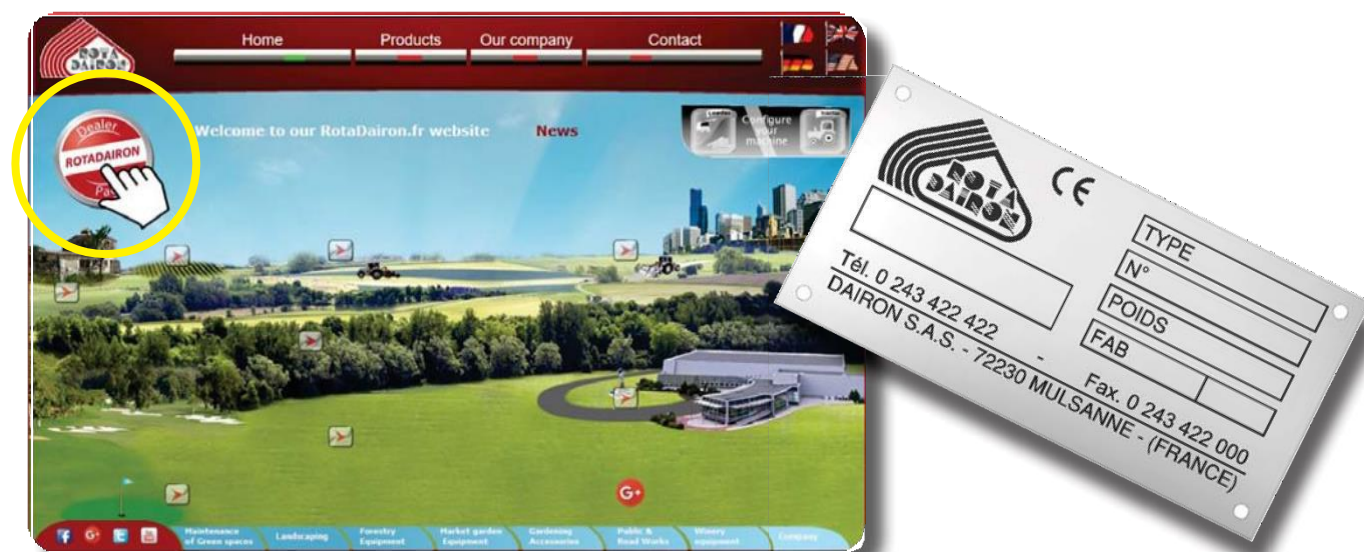 ROTA
DAIRON
Home
Products
Our company
Contact
Dealer
ROTADAIRON
Welcome to our RotaDairon.fr website
News
Configure
your
machine
G+
Maintenance
of Green spaces
Landscaping
Forestry
Equipment
Market garden
Equipment
Gardening
Accessories
Public &
Road Works
Winery
equipment
Company
ROTA
DAIRON
CE
TYPE
N°
POIDS
FAB
Tél. 0 243 422 422 - Fax. 0 243 422 000
DAIRON S.A.S. - 72230 MULSANNE - (FRANCE)